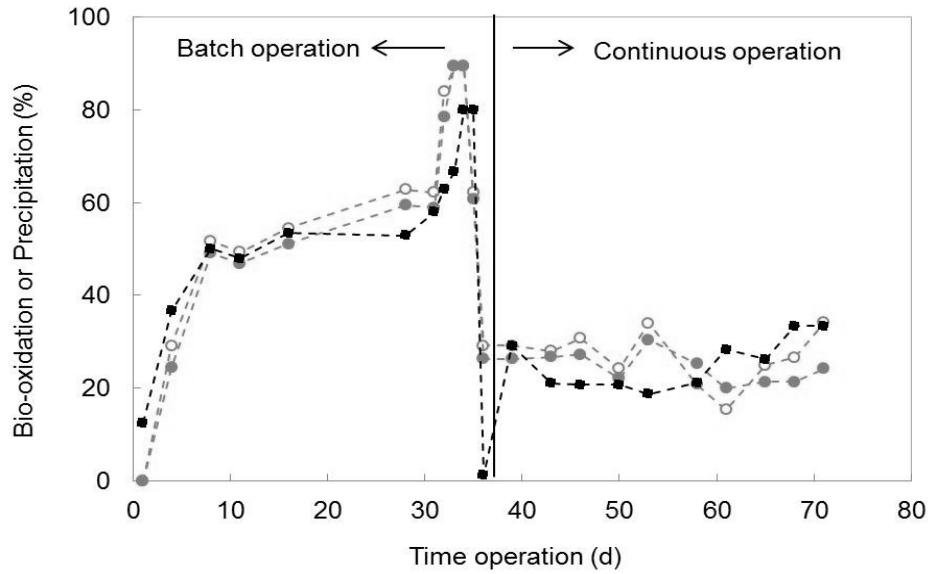 100
80
60
40
20
0
Bio-oxidation or Precipitation (%)
Batch operation
Continuous operation
0 10 20 30 40 50 60 70 80
Time operation (d)